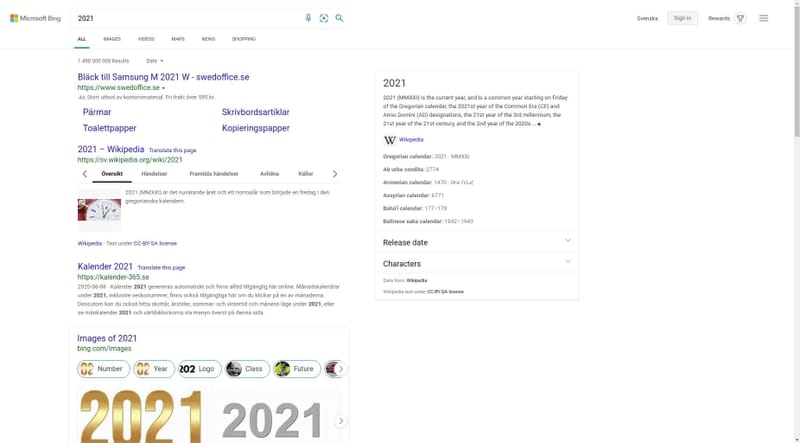 Microsoft Bing
2021
Svenska
Sign in
Rewards
ALL
IMAGES
VIDEOS
MAPS
NEWS
SHOPPING
1 490 000 000 Results
Date
Bläck till Samsung M 2021 W - swedoffice.se
https://www.swedoffice.se
Ad. Stort utbud av kontorsmaterial. Fri frakt över 595 kr.
Pärmar
Skrivbordsartiklar
Toalettpapper
Kopieringspapper
2021 – Wikipedia Translate this page
https://sv.wikipedia.org/wiki/2021
Översikt
Händelser
Framtida händelser
Avlidna
Källor
2021 (MMXXI) är det nuvarande året och ett normalår som började en fredag i den
gregorianska kalendern.
Wikipedia · Text under CC-BY-SA license
Kalender 2021 Translate this page
https://kalender-365.se
2020-06-04 · Kalender 2021 genereras automatiskt och finns alltid tillgänglig här online. Månadskalendrar
under 2021, inklusive veckonummer, finns också tillgängliga här om du klickar på en av månaderna.
Dessutom kan du också hitta skottår, årstider, sommar- och vintertid och månens läge under 2021, eller
se månkalender 2021 och världsklockorna via menyn överst på denna sida.
Images of 2021
bing.com/images
02
Number
02
Year
202
Logo
Class
Future
2021
2021
2021
2021 (MMXXI) is the current year, and is a common year starting on Friday
of the Gregorian calendar, the 2021st year of the Common Era (CE) and
Anno Domini (AD) designations, the 21st year of the 3rd millennium, the
21st year of the 21st century, and the 2nd year of the 2020s …
W Wikipedia
Gregorian calendar: 2021 · MMXXI
Ab urbe condita: 2774
Armenian calendar: 1470 ·
Assyrian calendar: 6771
Bahá'í calendar: 177–178
Balinese saka calendar: 1942–1943
Release date
Characters
Data from: Wikipedia
Wikipedia text under CC-BY-SA license